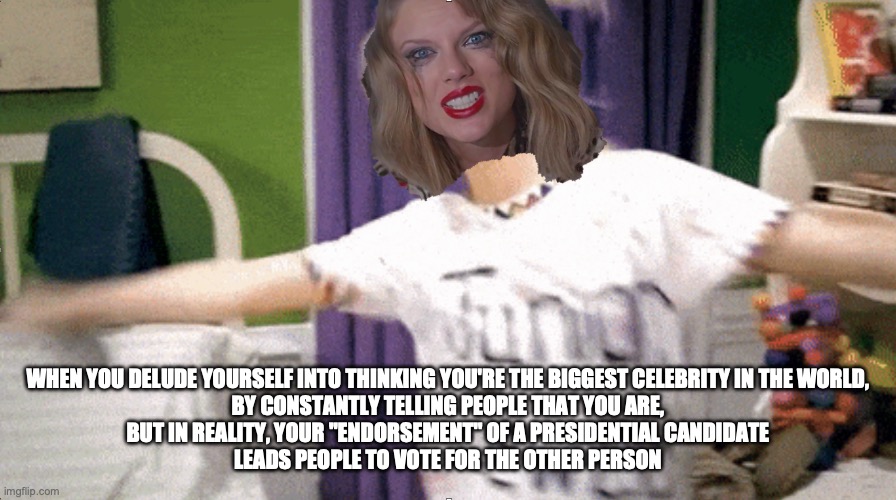 WHEN YOU DELUDE YOURSELF INTO THINKING YOU'RE THE BIGGEST CELEBRITY IN THE WORLD,
BY CONSTANTLY TELLING PEOPLE THAT YOU ARE,
BUT IN REALITY, YOUR "ENDORSEMENT" OF A PRESIDENTIAL CANDIDATE
LEADS PEOPLE TO VOTE FOR THE OTHER PERSON
imgflip.com